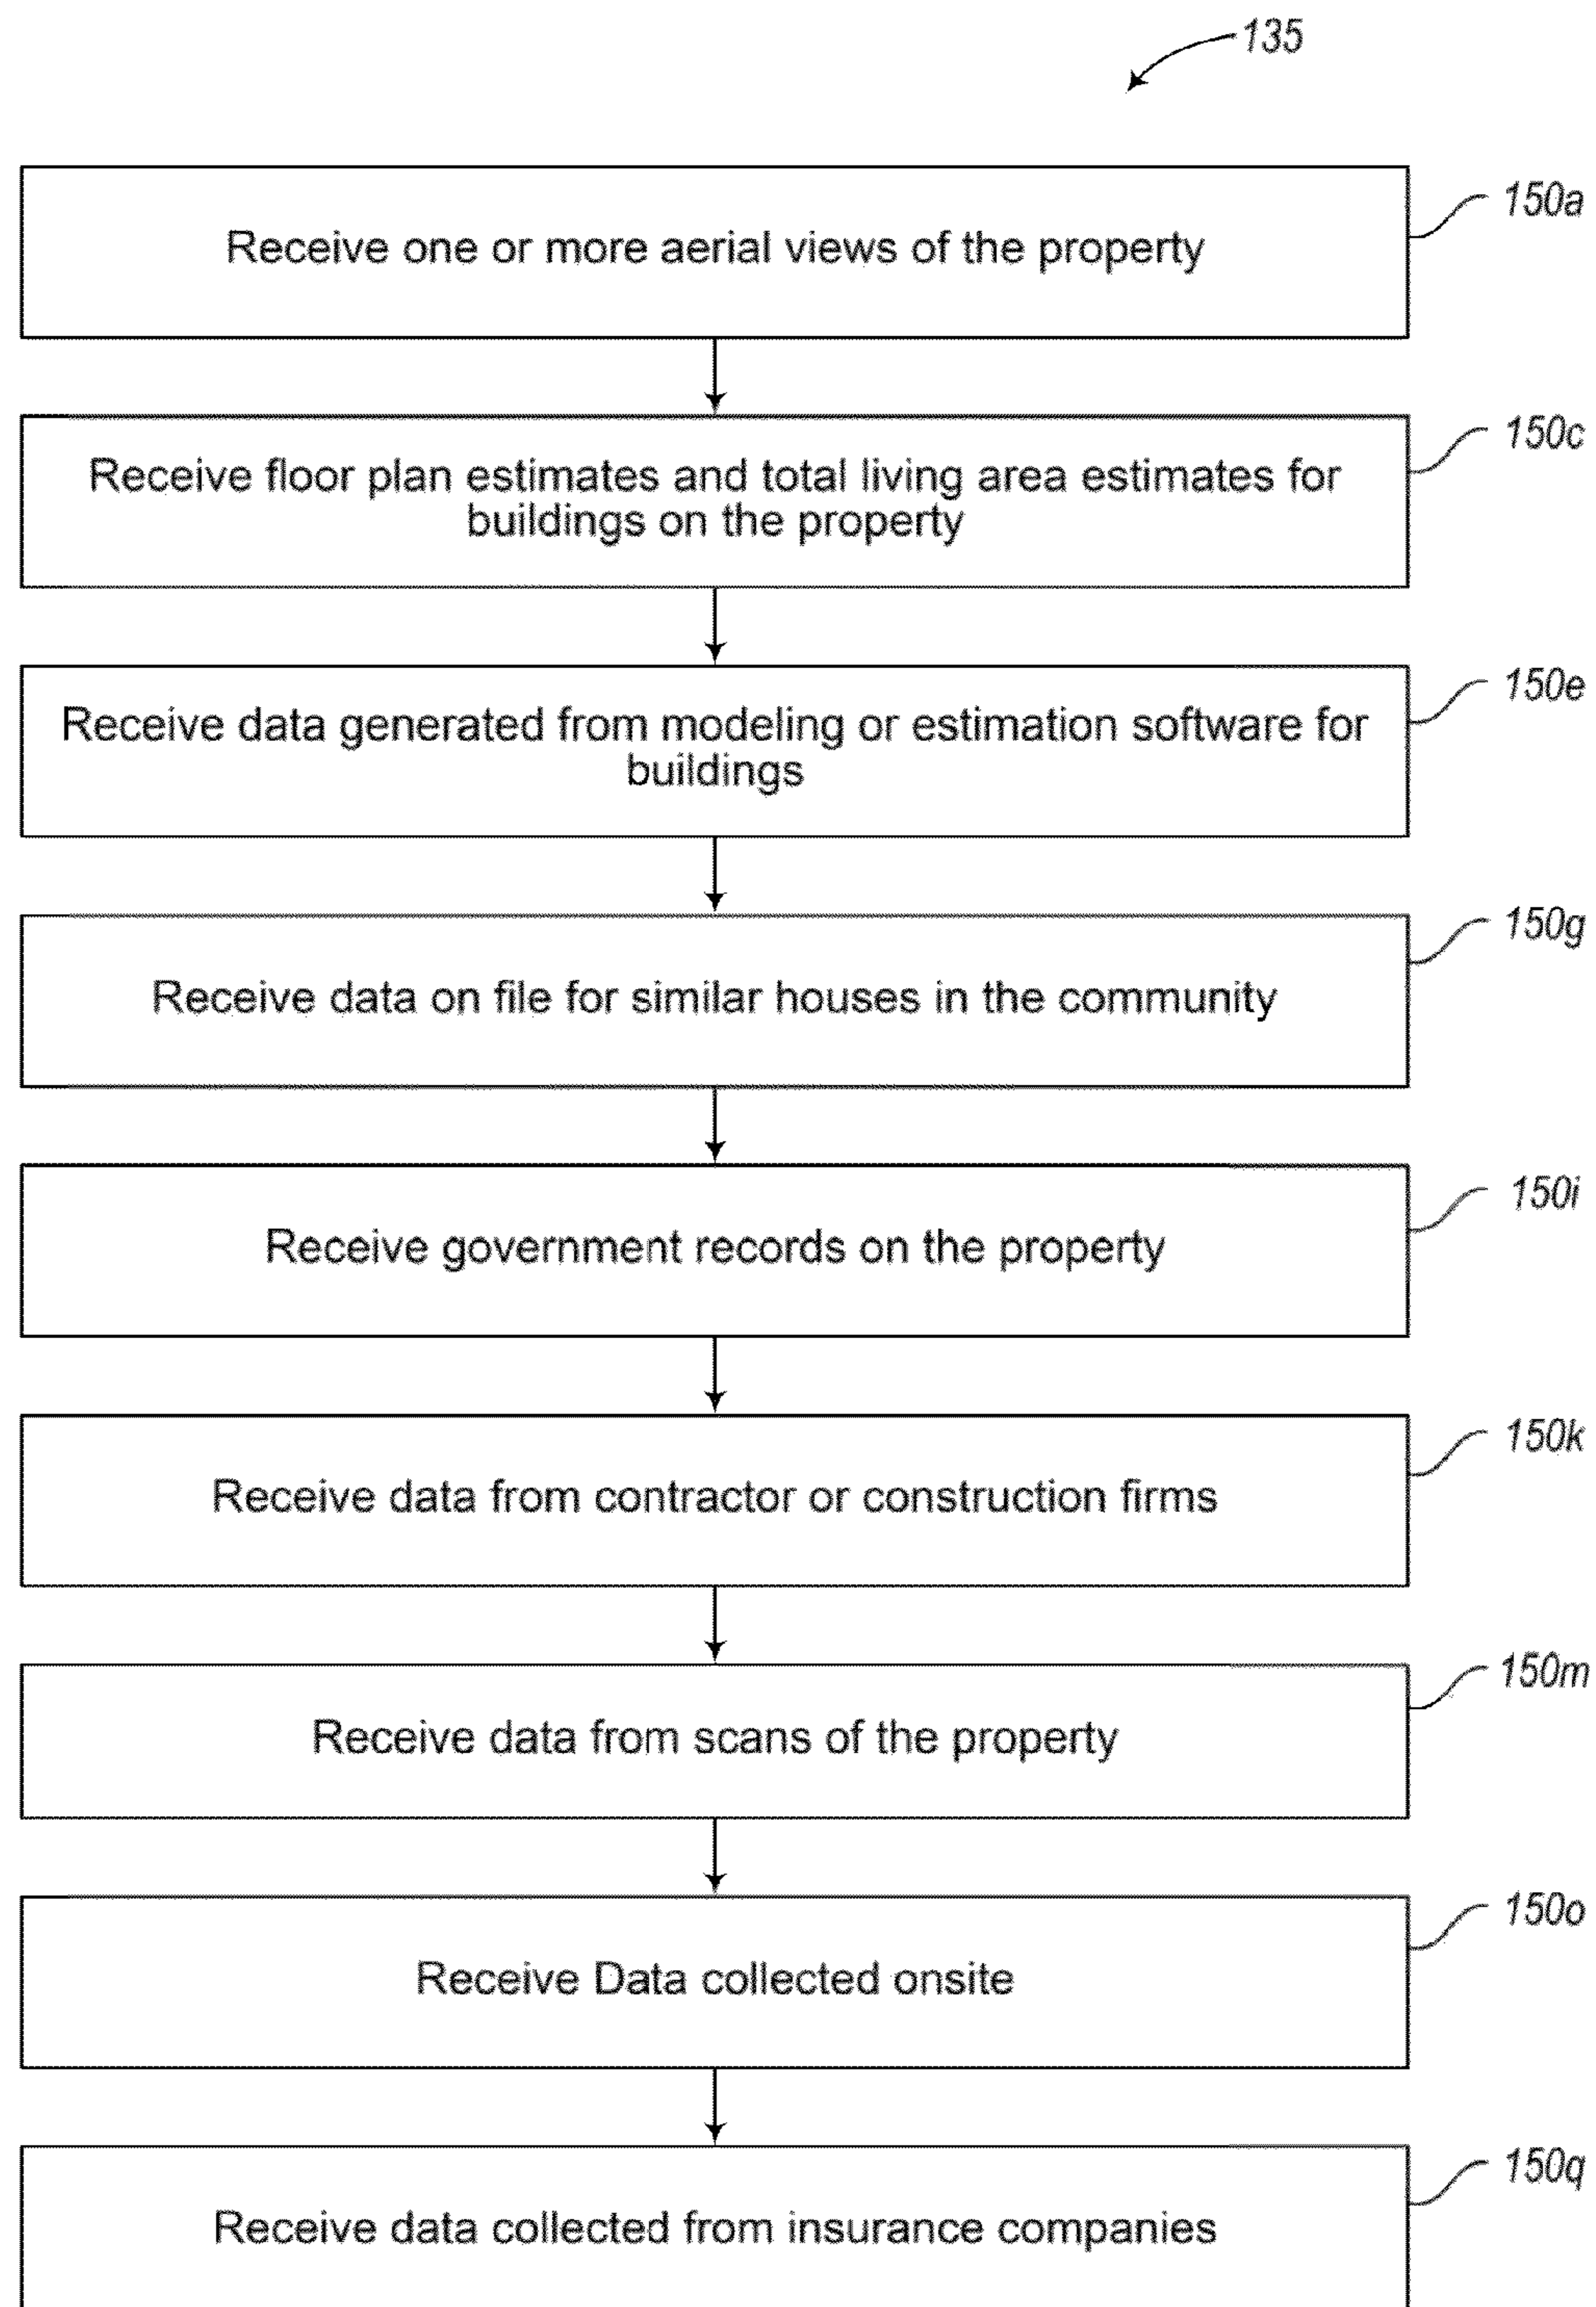 135
150a
Receive one or more aerial views of the property
150c
Receive floor plan estimates and total living area estimates for
buildings on the property
150e
Receive data generated from modeling or estimation software for
buildings
150g
Receive data on file for similar houses in the community
150i
Receive government records on the property
150k
Receive data from contractor or construction firms
150m
Receive data from scans of the property
150o
Receive Data collected onsite
150q
Receive data collected from insurance companies